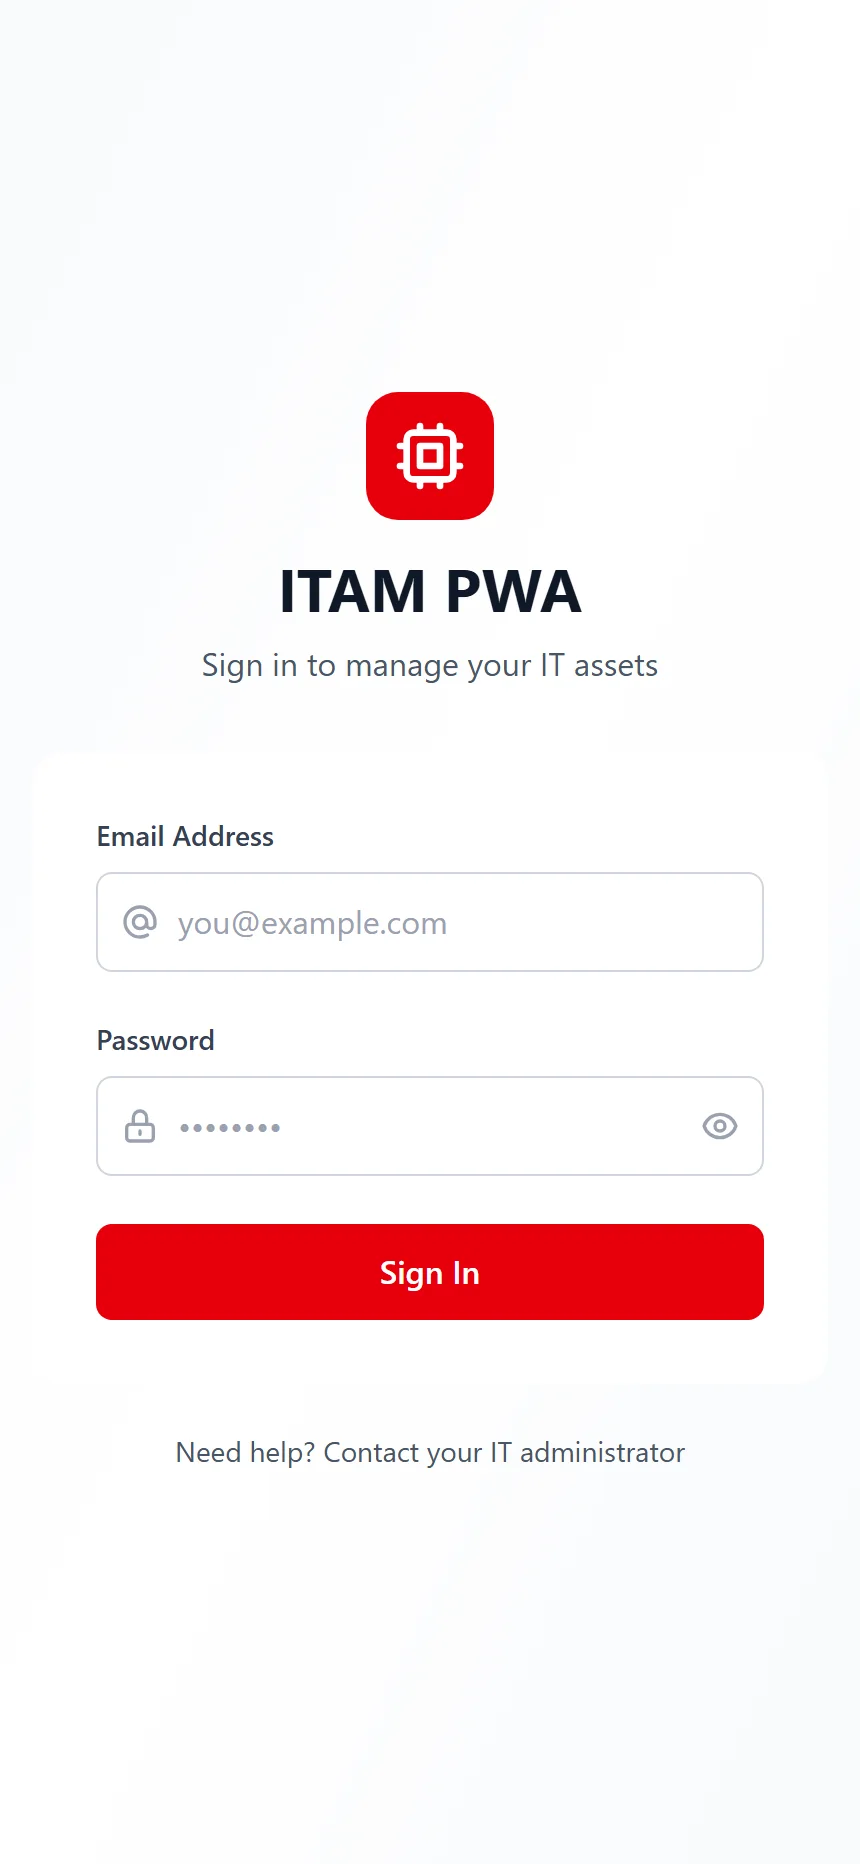 ITAM PWA
Sign in to manage your IT assets
Email Address
you@example.com
Password
••••••••
Sign In
Need help? Contact your IT administrator